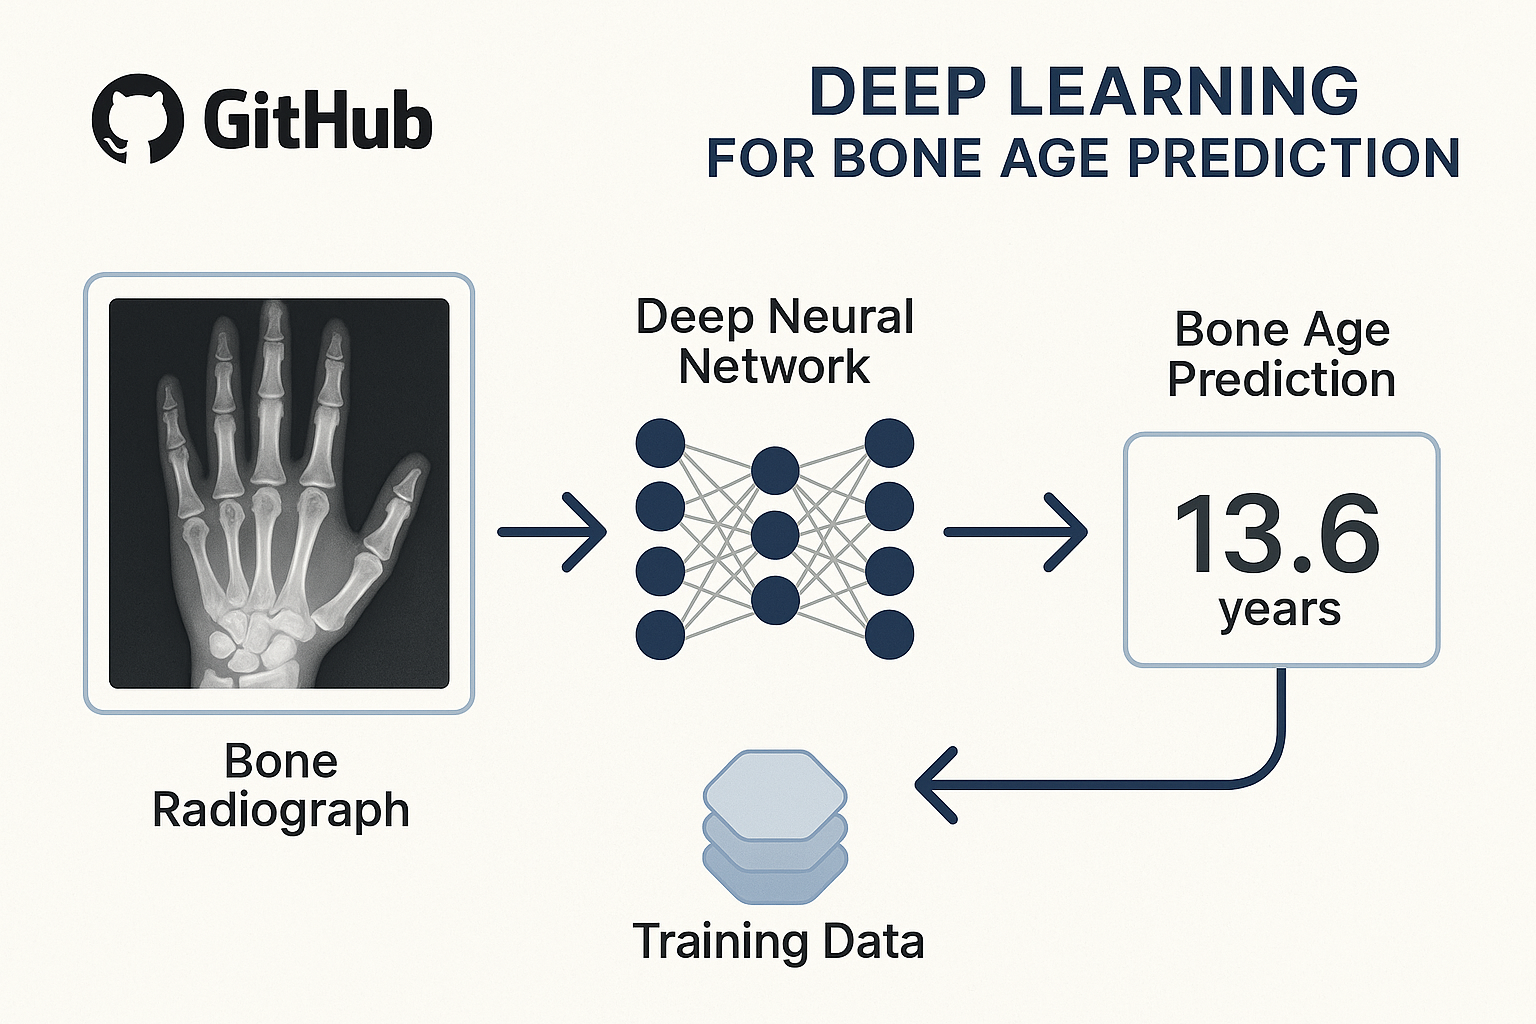 GitHub
DEEP LEARNING
FOR BONE AGE PREDICTION
Bone
Radiograph
Deep Neural
Network
Bone Age
Prediction
13.6
years
Training Data